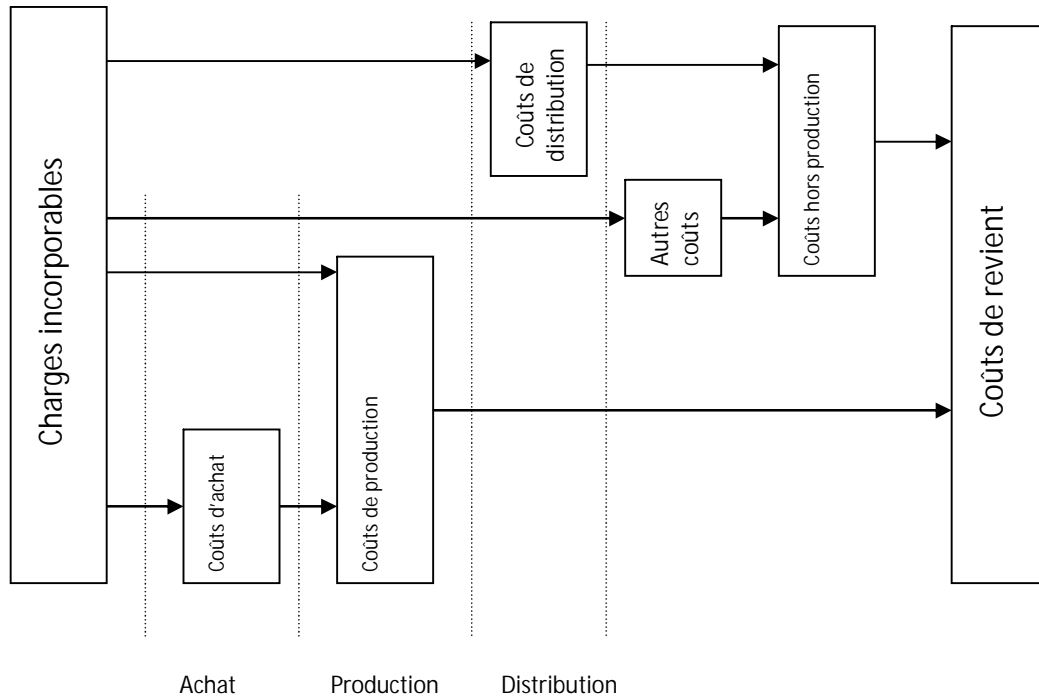 Charges incorporables
Coûts d'achat
Coûts de production
Coûts de
distribution
Autres
coûts
Coûts hors production
Coûts de revient
Achat
Production
Distribution